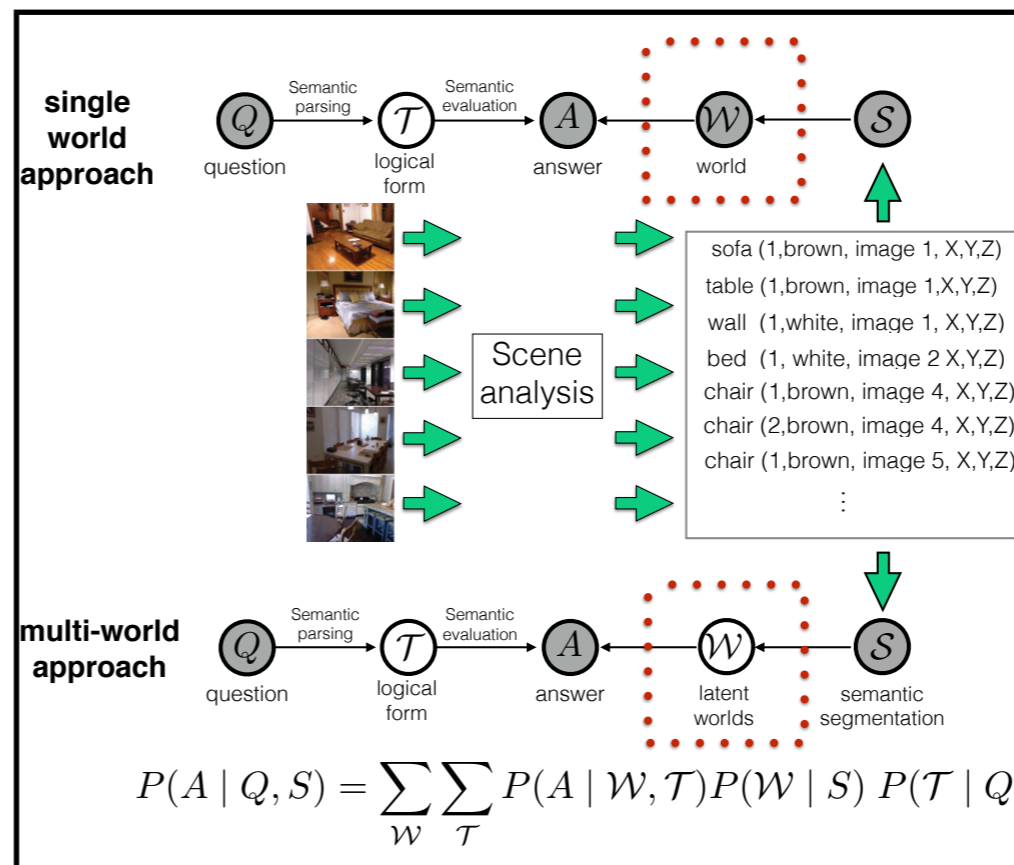 single
world
approach
Semantic
parsing
Semantic
evaluation
Q
𝒯
A
𝒲
𝒮
question
logical
form
answer
world
Scene
analysis
sofa (1,brown, image 1, X,Y,Z)
table (1,brown, image 1,X,Y,Z)
wall (1,white, image 1, X,Y,Z)
bed (1, white, image 2 X,Y,Z)
chair (1,brown, image 4, X,Y,Z)
chair (2,brown, image 4, X,Y,Z)
chair (1,brown, image 5, X,Y,Z)
⋮
multi-world
approach
Semantic
parsing
Semantic
evaluation
Q
𝒯
A
𝒲
𝒮
question
logical
form
answer
latent
worlds
semantic
segmentation
P(A | Q, S) = ∑_𝒲 ∑_𝒯 P(A | 𝒲, 𝒯)P(𝒲 | S) P(𝒯 | Q